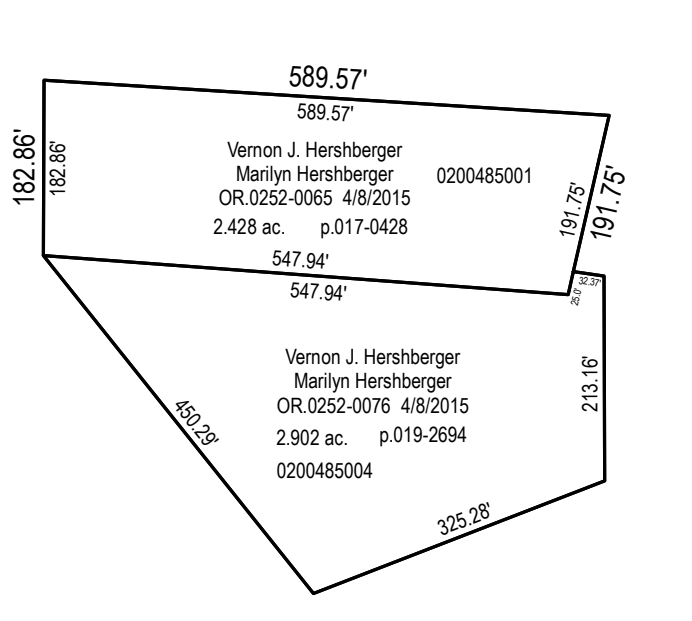 589.57'
589.57'
182.86'
182.86'
Vernon J. Hershberger
Marilyn Hershberger
0200485001
OR.0252-0065 4/8/2015
2.428 ac. p.017-0428
191.75'
191.75'
547.94'
547.94'
32.37'
25.0'
Vernon J. Hershberger
Marilyn Hershberger
OR.0252-0076 4/8/2015
2.902 ac. p.019-2694
0200485004
213.16'
450.29'
325.28'